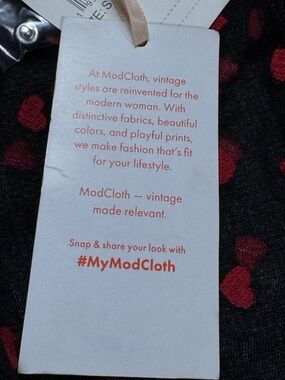 At ModCloth, vintage
styles are reinvented for the
modern woman. With
distinctive fabrics, beautiful
colors, and playful prints,
we make fashion that's fit
for your lifestyle.
ModCloth — vintage
made relevant.
Snap & share your look with
#MyModCloth